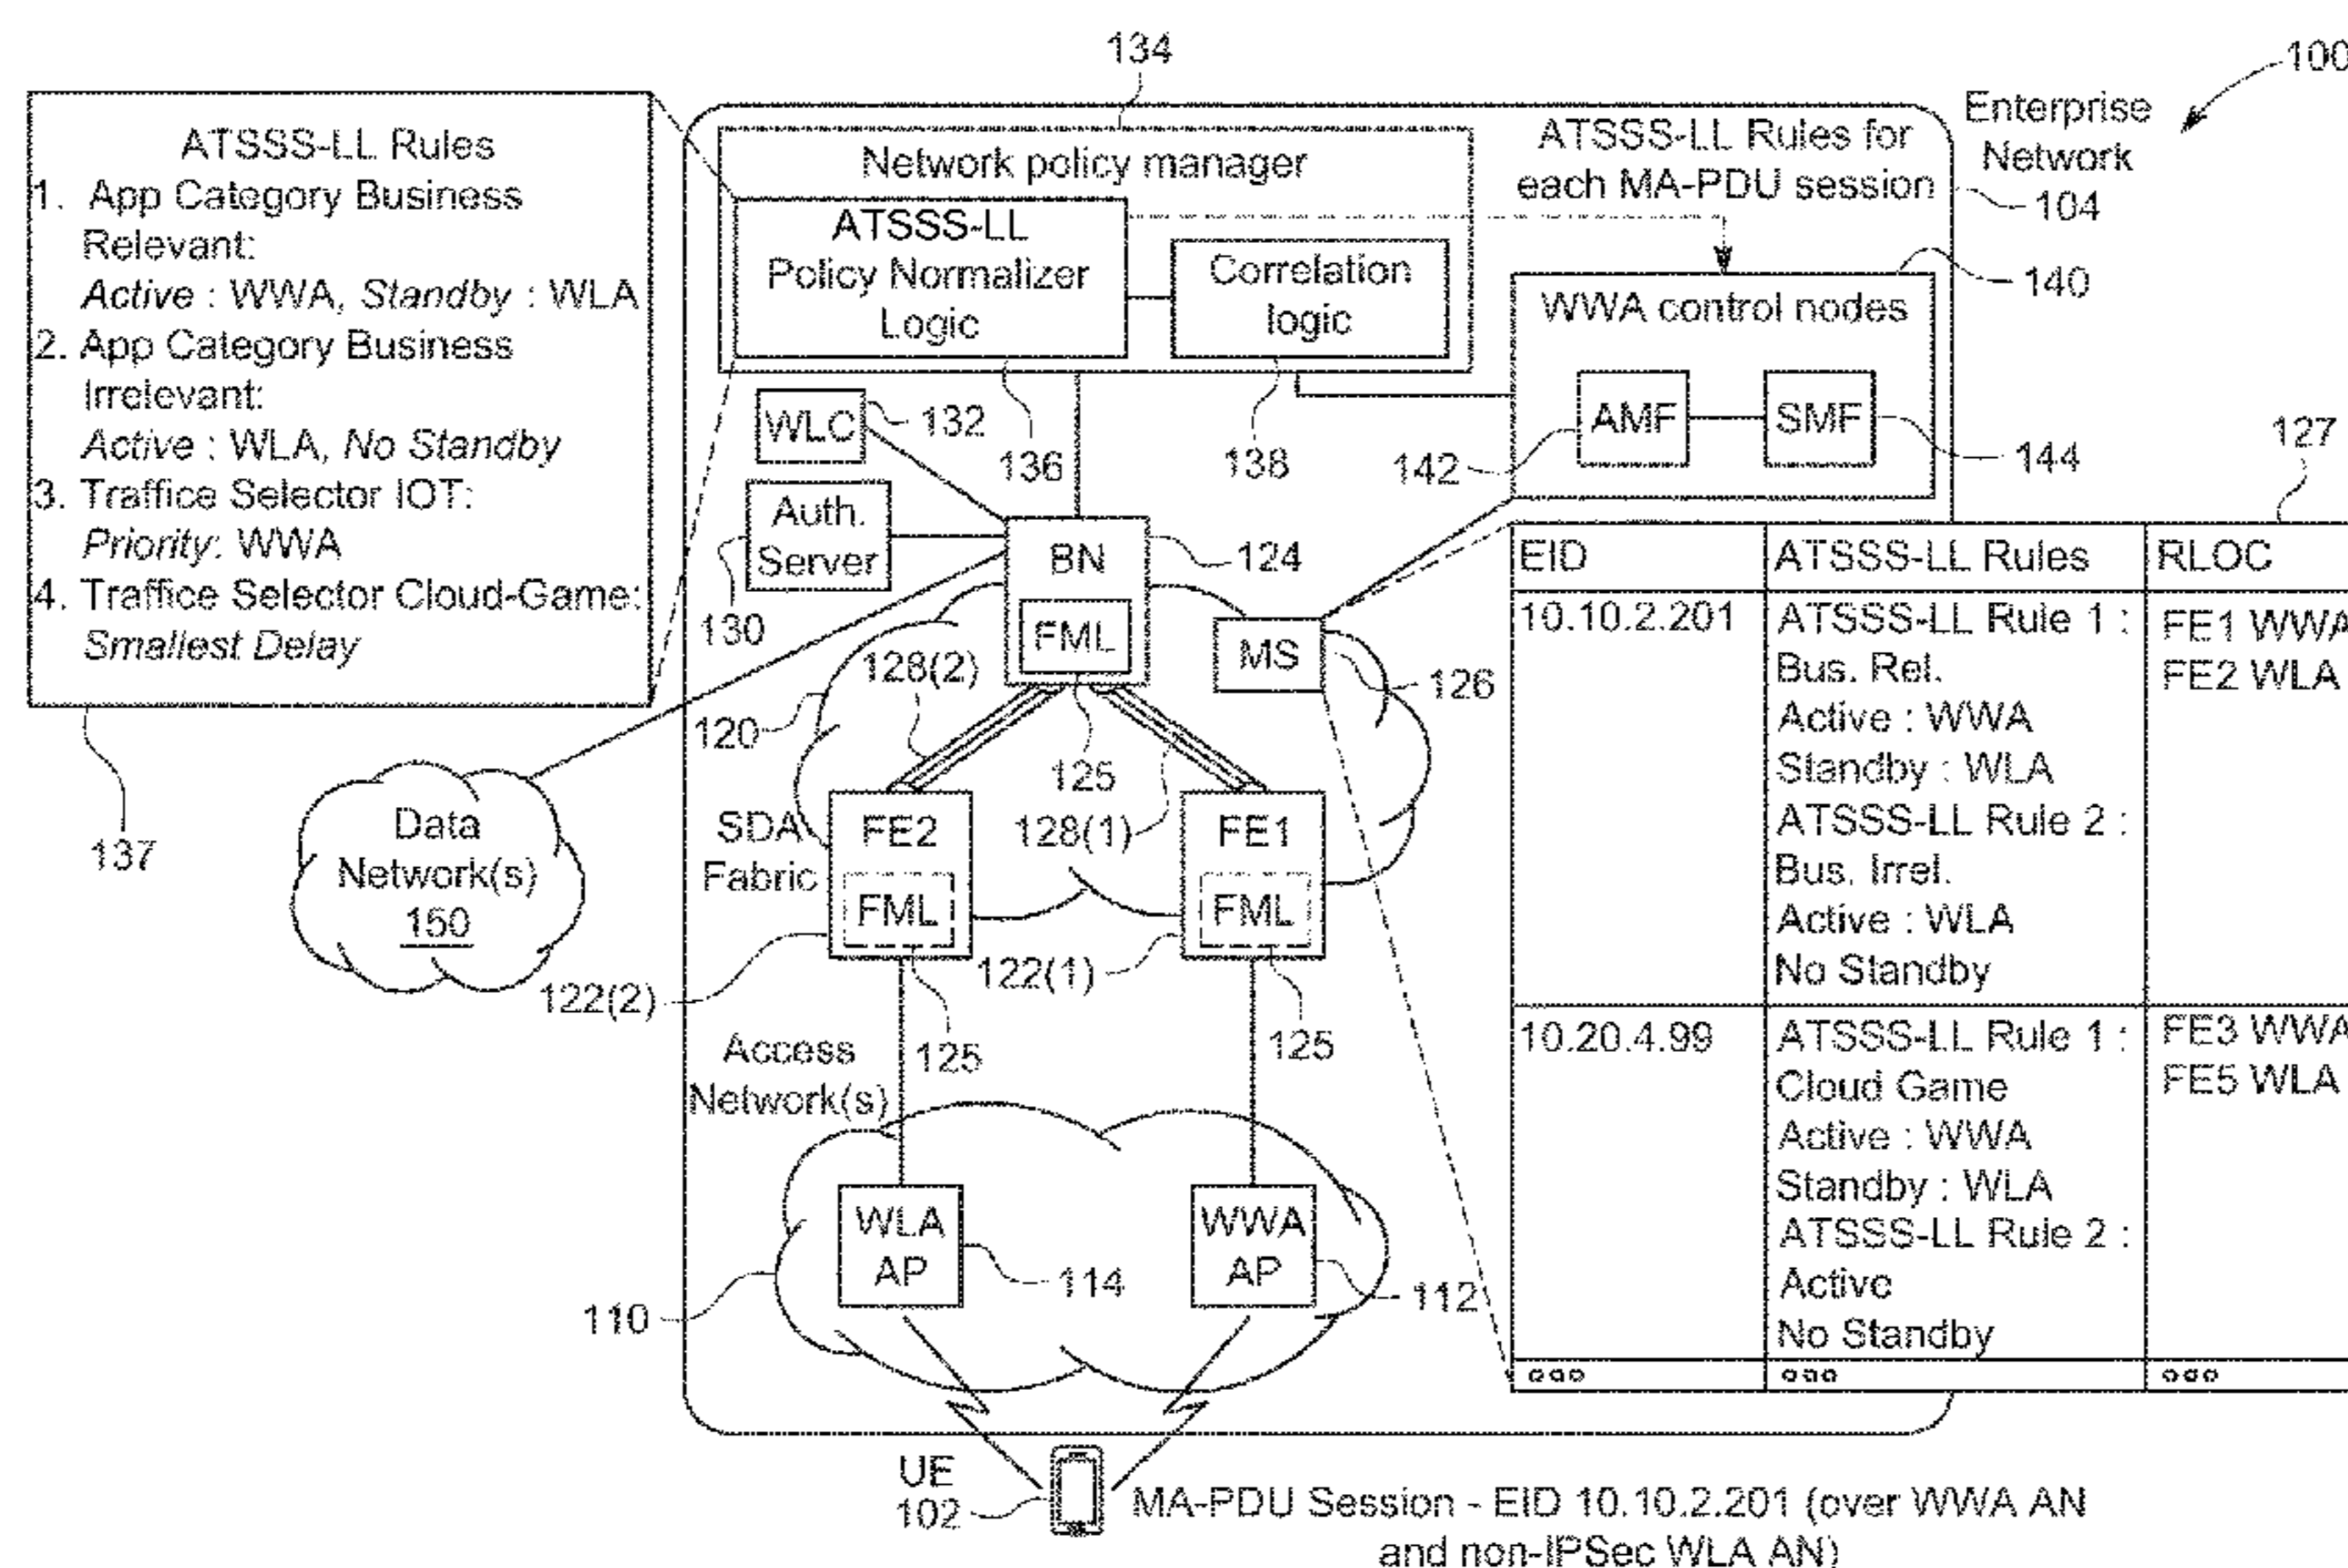 100
134
Enterprise
Network
104
ATSSS-LL Rules
1. App Category Business
Relevant:
Active : WWA, Standby : WLA
2. App Category Business
Irrelevant:
Active : WLA, No Standby
3. Traffice Selector IOT:
Priority: WWA
4. Traffice Selector Cloud-Game:
Smallest Delay
137
Network policy manager
ATSSS-LL
Policy Normalizer
Logic
136
Correlation
logic
138
ATSSS-LL Rules for
each MA-PDU session
140
WWA control nodes
AMF
SMF
142
144
WLC
132
Auth.
Server
130
BN
124
FML
125
MS
126
127
128(2)
120
128(1)
SDA
Fabric
FE2
FML
FE1
FML
122(2)
125
122(1)
125
Data
Network(s)
150
Access
Network(s)
WLA
AP
114
WWA
AP
112
110
EID
ATSSS-LL Rules
RLOC
10.10.2.201
ATSSS-LL Rule 1 :
Bus. Rel.
Active : WWA
Standby : WLA
ATSSS-LL Rule 2 :
Bus. Irrel.
Active : WLA
No Standby
FE1 WWA
FE2 WLA
10.20.4.99
ATSSS-LL Rule 1 :
Cloud Game
Active : WWA
Standby : WLA
ATSSS-LL Rule 2 :
Active
No Standby
FE3 WWA
FE5 WLA
UE
102
MA-PDU Session - EID 10.10.2.201 (over WWA AN
and non-IPSec WLA AN)